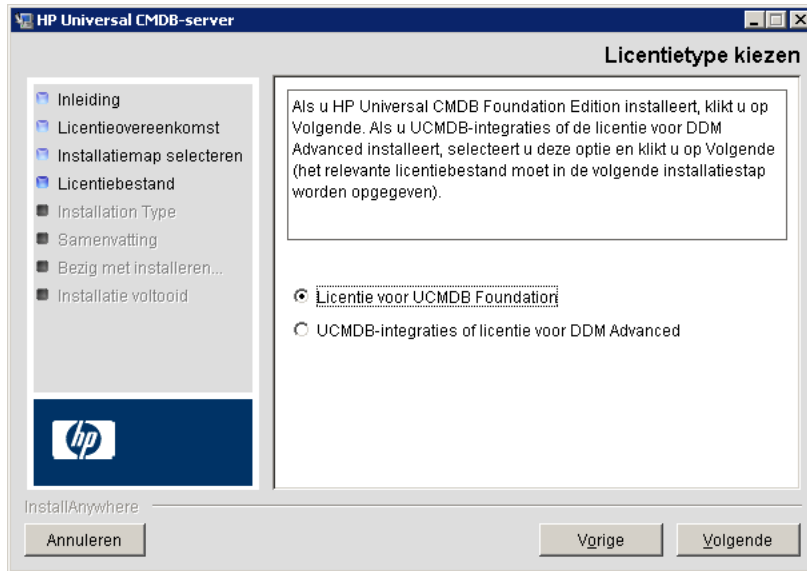 HP Universal CMDB-server
Licentietype kiezen
Inleiding
Licentieovereenkomst
Installatiemap selecteren
Licentiebestand
Installation Type
Samenvatting
Bezig met installeren...
Installatie voltooid
Als u HP Universal CMDB Foundation Edition installeert, klikt u op
Volgende. Als u UCMDB-integraties of de licentie voor DDM
Advanced installeert, selecteert u deze optie en klikt u op Volgende
(het relevante licentiebestand moet in de volgende installatiestap
worden opgegeven).
Licentie voor UCMDB Foundation
UCMDB-integraties of licentie voor DDM Advanced
hp
InstallAnywhere
Annuleren
Vorige
Volgende